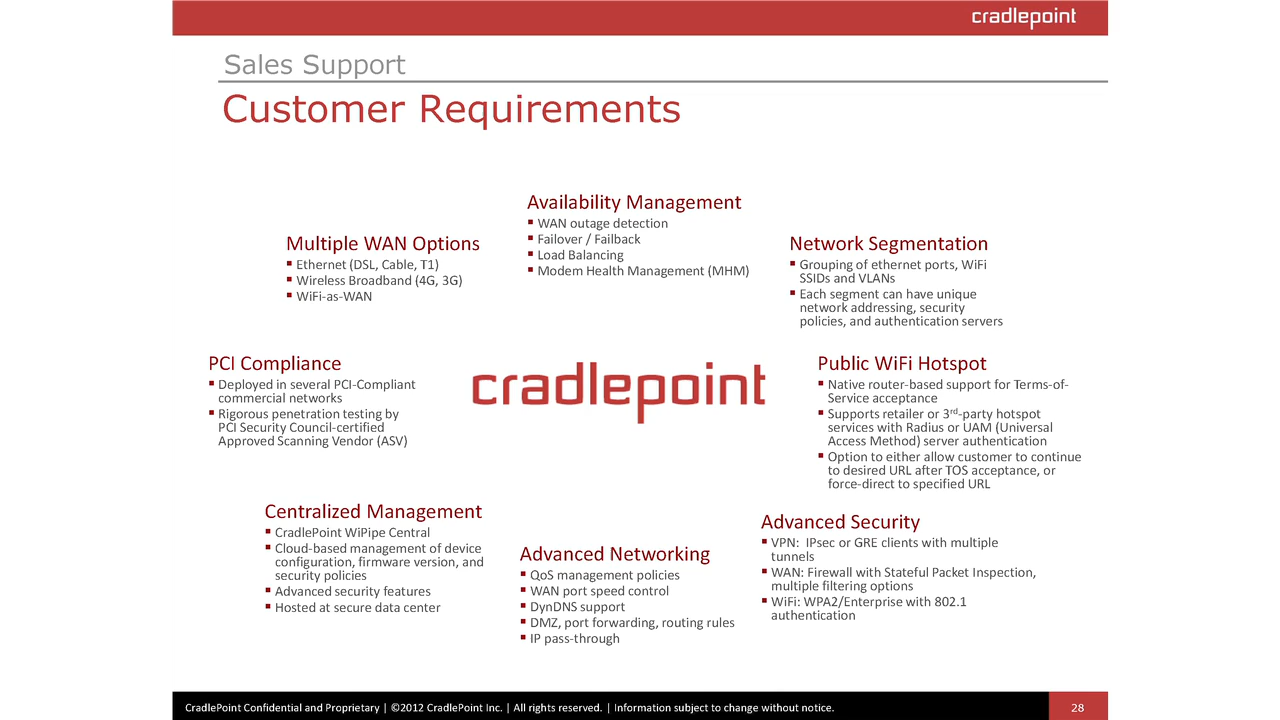 cradlepoint
Sales Support
Customer Requirements
Availability Management
▪ WAN outage detection
▪ Failover / Failback
▪ Load Balancing
▪ Modem Health Management (MHM)
Multiple WAN Options
▪ Ethernet (DSL, Cable, T1)
▪ Wireless Broadband (4G, 3G)
▪ WiFi-as-WAN
Network Segmentation
▪ Grouping of ethernet ports, WiFi
SSIDs and VLANs
▪ Each segment can have unique
network addressing, security
policies, and authentication servers
PCI Compliance
▪ Deployed in several PCI-Compliant
commercial networks
▪ Rigorous penetration testing by
PCI Security Council-certified
Approved Scanning Vendor (ASV)
cradlepoint
Public WiFi Hotspot
▪ Native router-based support for Terms-of-
Service acceptance
▪ Supports retailer or 3rd-party hotspot
services with Radius or UAM (Universal
Access Method) server authentication
▪ Option to either allow customer to continue
to desired URL after TOS acceptance, or
force-direct to specified URL
Centralized Management
▪ CradlePoint WiPipe Central
▪ Cloud-based management of device
configuration, firmware version, and
security policies
▪ Advanced security features
▪ Hosted at secure data center
Advanced Networking
▪ QoS management policies
▪ WAN port speed control
▪ DynDNS support
▪ DMZ, port forwarding, routing rules
▪ IP pass-through
Advanced Security
▪ VPN: IPsec or GRE clients with multiple
tunnels
▪ WAN: Firewall with Stateful Packet Inspection,
multiple filtering options
▪ WiFi: WPA2/Enterprise with 802.1
authentication
CradlePoint Confidential and Proprietary | ©2012 CradlePoint Inc. | All rights reserved. | Information subject to change without notice.
28